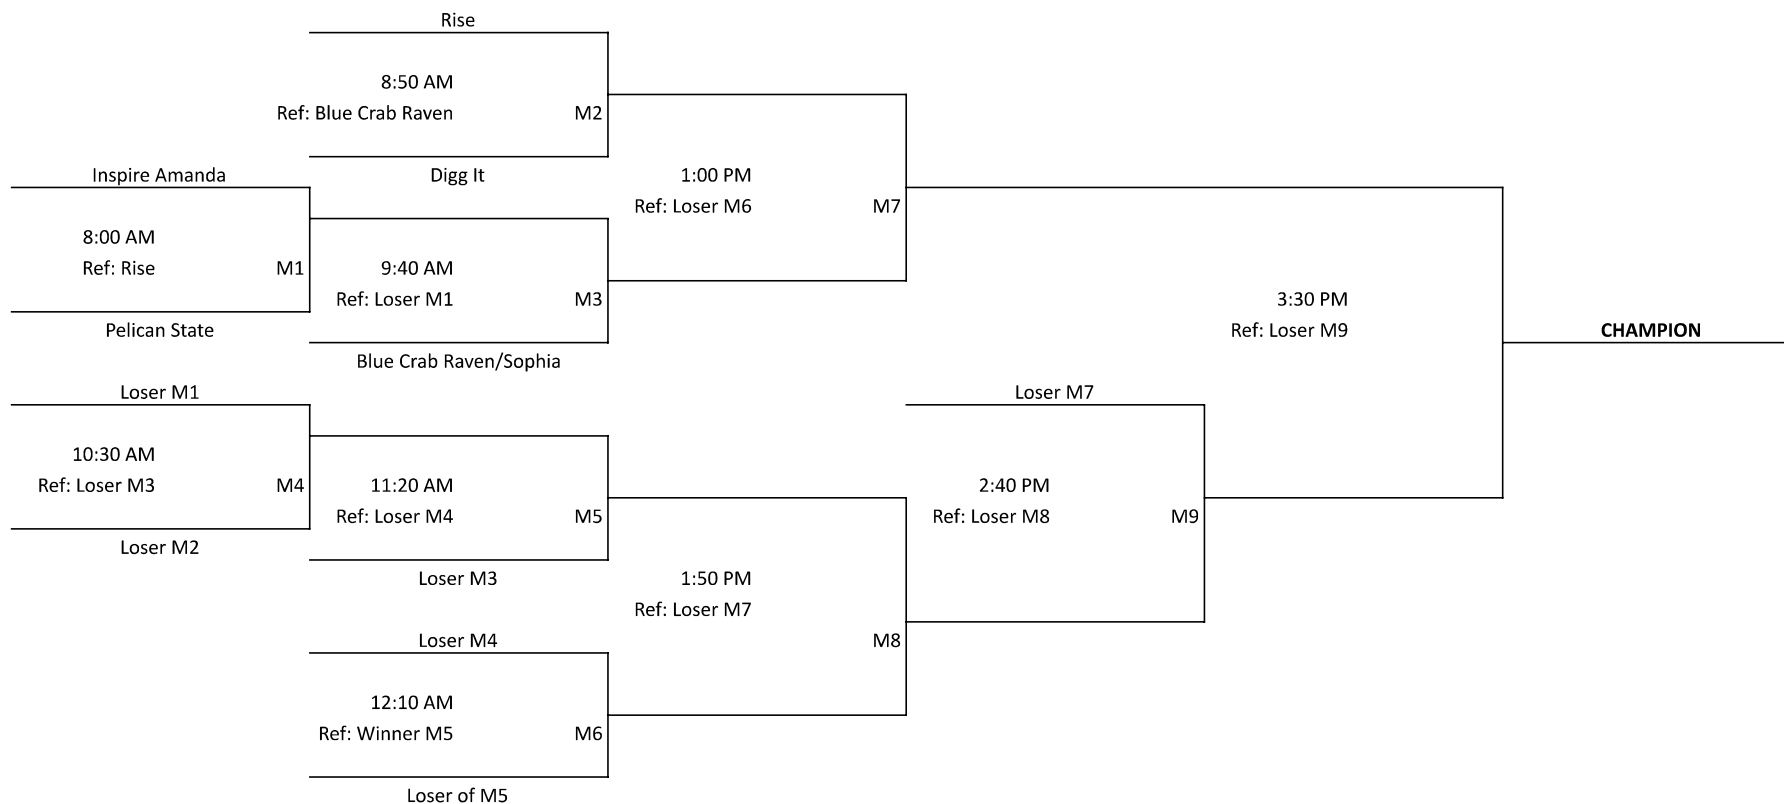 Rise
8:50 AM
Ref: Blue Crab Raven
M2
Inspire Amanda
Digg It
1:00 PM
Ref: Loser M6
M7
8:00 AM
Ref: Rise
M1
9:40 AM
Ref: Loser M1
M3
3:30 PM
Ref: Loser M9
Pelican State
CHAMPION
Blue Crab Raven/Sophia
Loser M1
Loser M7
10:30 AM
Ref: Loser M3
M4
11:20 AM
Ref: Loser M4
M5
2:40 PM
Ref: Loser M8
M9
Loser M2
Loser M3
1:50 PM
Ref: Loser M7
M8
Loser M4
12:10 AM
Ref: Winner M5
M6
Loser of M5